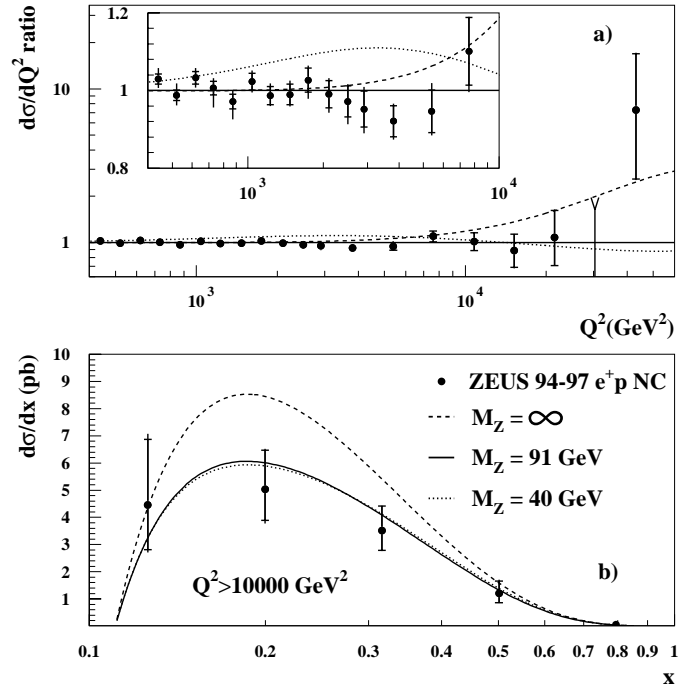 dσ/dQ² ratio
a)
1.2
1
0.8
10³
10⁴
10
1
10³
10⁴
Q²(GeV²)
dσ/dx (pb)
10
9
8
7
6
5
4
3
2
1
ZEUS 94-97 e⁺p NC
M_Z = ∞
M_Z = 91 GeV
M_Z = 40 GeV
Q²>10000 GeV²
b)
0.1 0.2 0.3 0.4 0.5 0.6 0.7 0.8 0.9 1
x